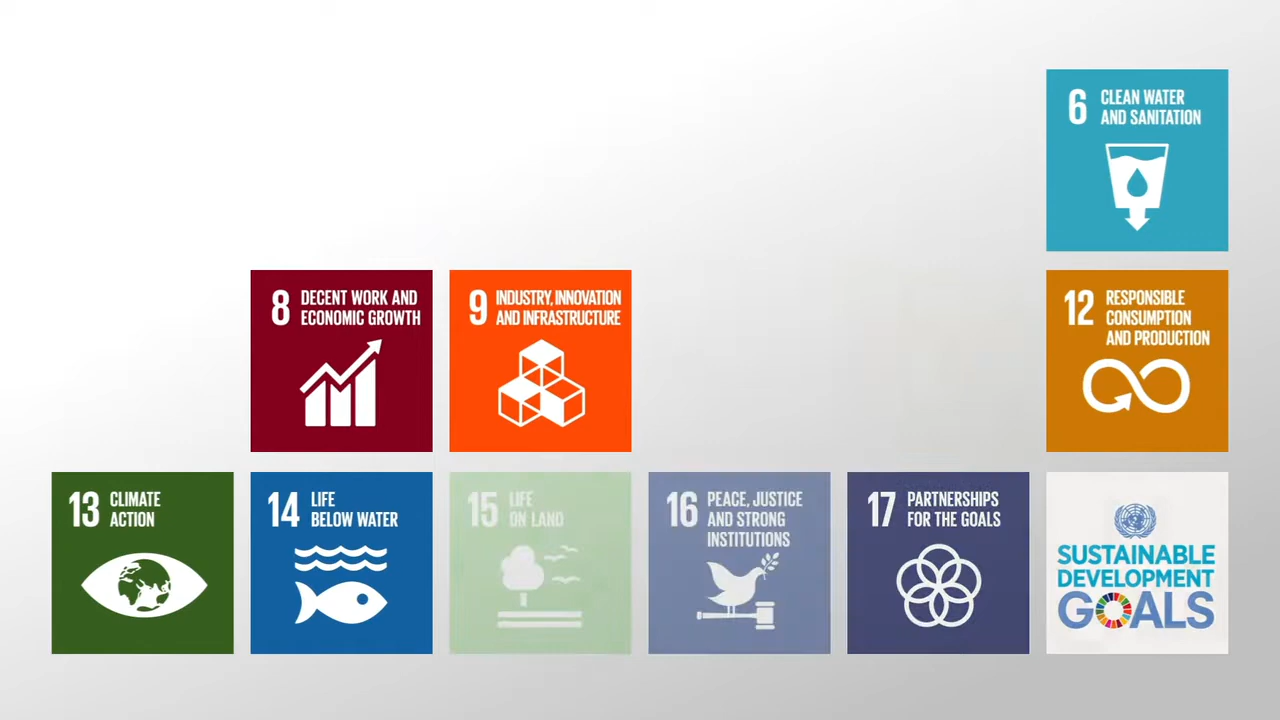 6 CLEAN WATER
AND SANITATION
8 DECENT WORK AND
ECONOMIC GROWTH
9 INDUSTRY, INNOVATION
AND INFRASTRUCTURE
12 RESPONSIBLE
CONSUMPTION
AND PRODUCTION
13 CLIMATE
ACTION
14 LIFE
BELOW WATER
15 LIFE
ON LAND
16 PEACE, JUSTICE
AND STRONG
INSTITUTIONS
17 PARTNERSHIPS
FOR THE GOALS
SUSTAINABLE
DEVELOPMENT
GOALS